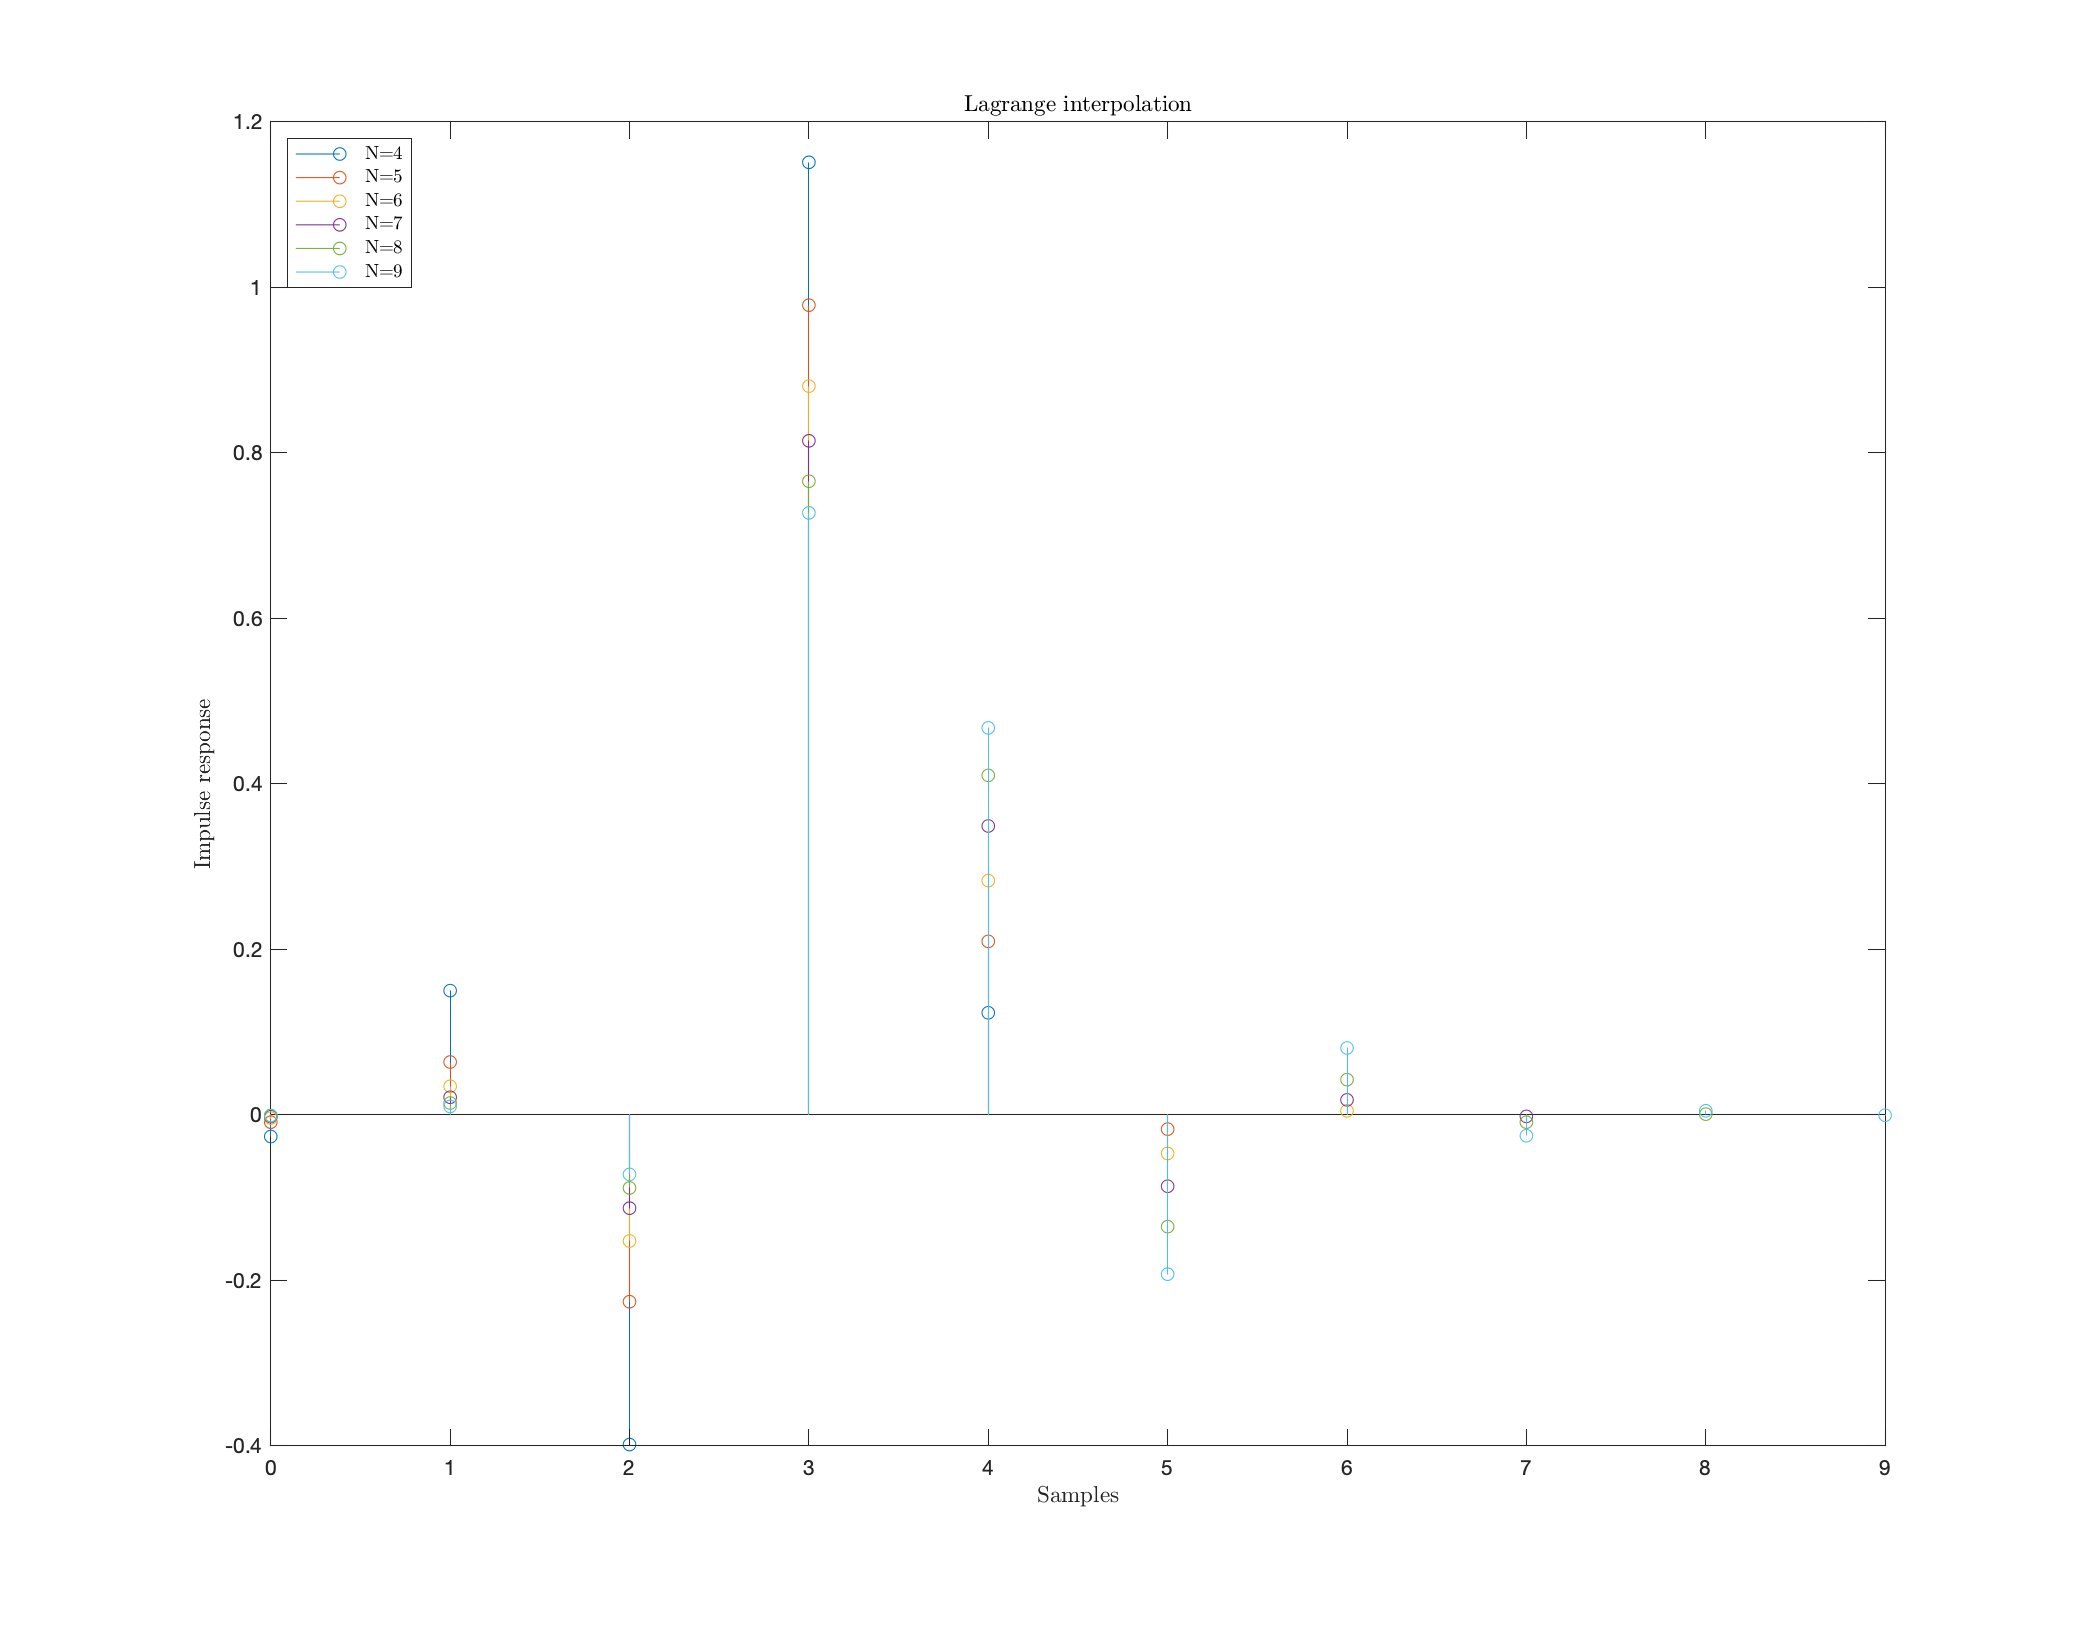 Lagrange interpolation
1.2
1
0.8
0.6
0.4
0.2
0
-0.2
-0.4
N=4
N=5
N=6
N=7
N=8
N=9
Impulse response
0 1 2 3 4 5 6 7 8 9
Samples